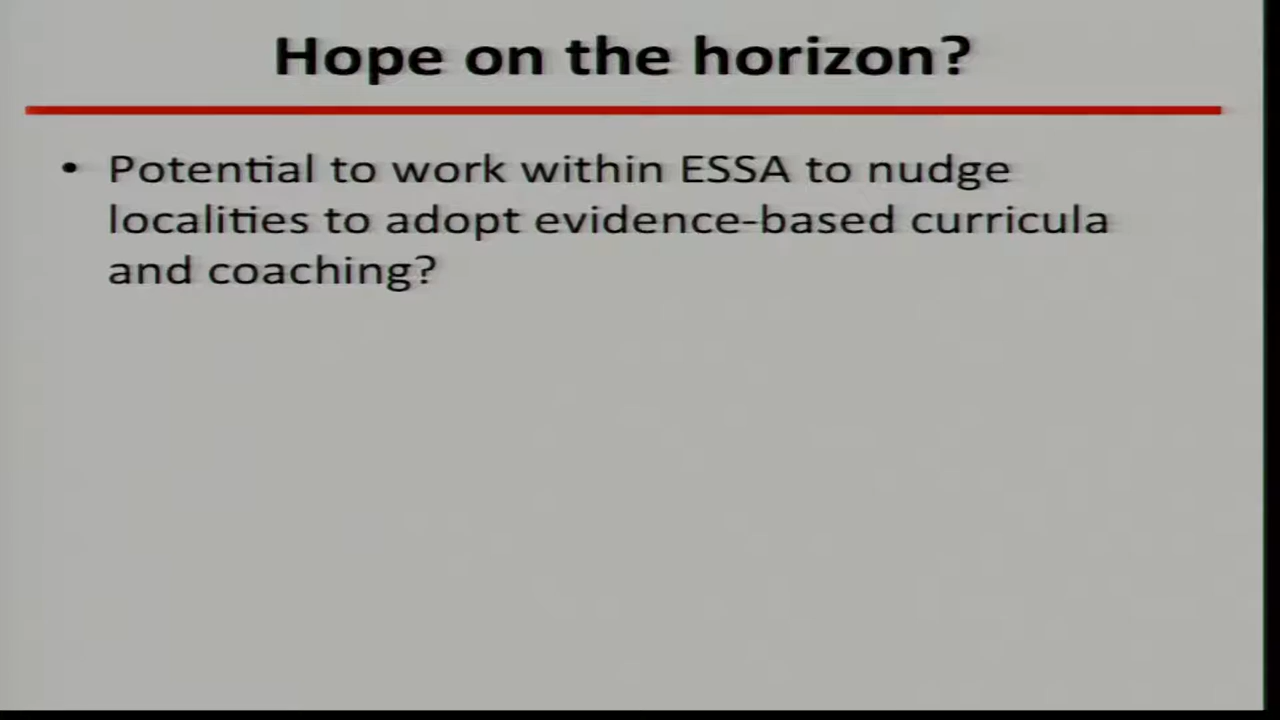 Hope on the horizon?
• Potential to work within ESSA to nudge
localities to adopt evidence-based curricula
and coaching?